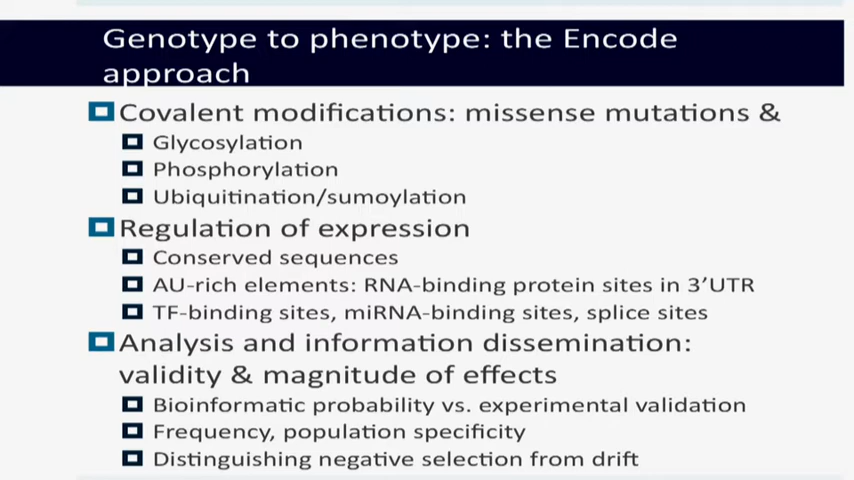 Genotype to phenotype: the Encode
approach
Covalent modifications: missense mutations &
Glycosylation
Phosphorylation
Ubiquitination/sumoylation
Regulation of expression
Conserved sequences
AU-rich elements: RNA-binding protein sites in 3’UTR
TF-binding sites, miRNA-binding sites, splice sites
Analysis and information dissemination:
validity & magnitude of effects
Bioinformatic probability vs. experimental validation
Frequency, population specificity
Distinguishing negative selection from drift